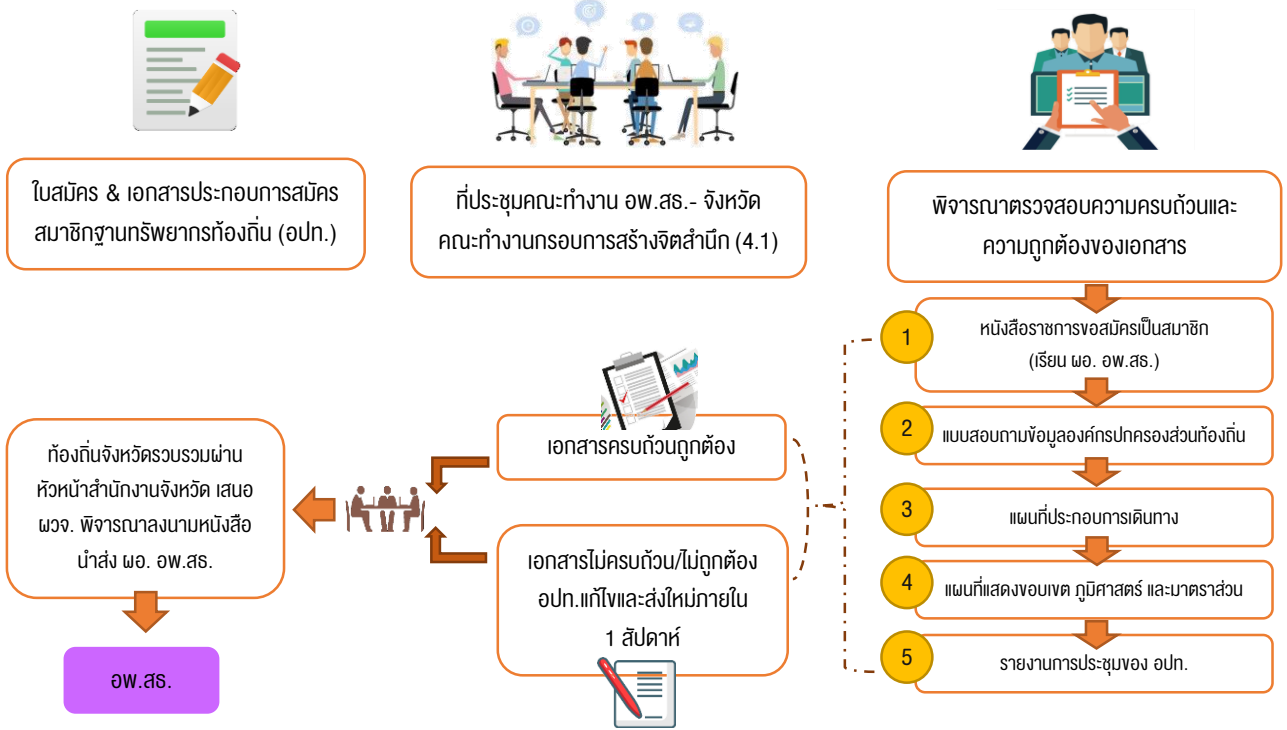 ใบสมัคร & เอกสารประกอบการสมัคร
สมาชิกฐานทรัพยากรท้องถิ่น (อปท.)
ที่ประชุมคณะทำงาน อพ.สธ.- จังหวัด
คณะทำงานกรอบการสร้างจิตสำนึก (4.1)
พิจารณาตรวจสอบความครบถ้วนและ
ความถูกต้องของเอกสาร
1
หนังสือราชการขอสมัครเป็นสมาชิก
(เรียน ผอ. อพ.สธ.)
2
แบบสอบถามข้อมูลองค์กรปกครองส่วนท้องถิ่น
3
แผนที่ประกอบการเดินทาง
4
แผนที่แสดงขอบเขต ภูมิศาสตร์ และมาตราส่วน
5
รายงานการประชุมของ อปท.
เอกสารครบถ้วนถูกต้อง
เอกสารไม่ครบถ้วน/ไม่ถูกต้อง
อปท.แก้ไขและส่งใหม่ภายใน
1 สัปดาห์
ท้องถิ่นจังหวัดรวบรวมผ่าน
หัวหน้าสำนักงานจังหวัด เสนอ
ผวจ. พิจารณาลงนามหนังสือ
นำส่ง ผอ. อพ.สธ.
อพ.สธ.